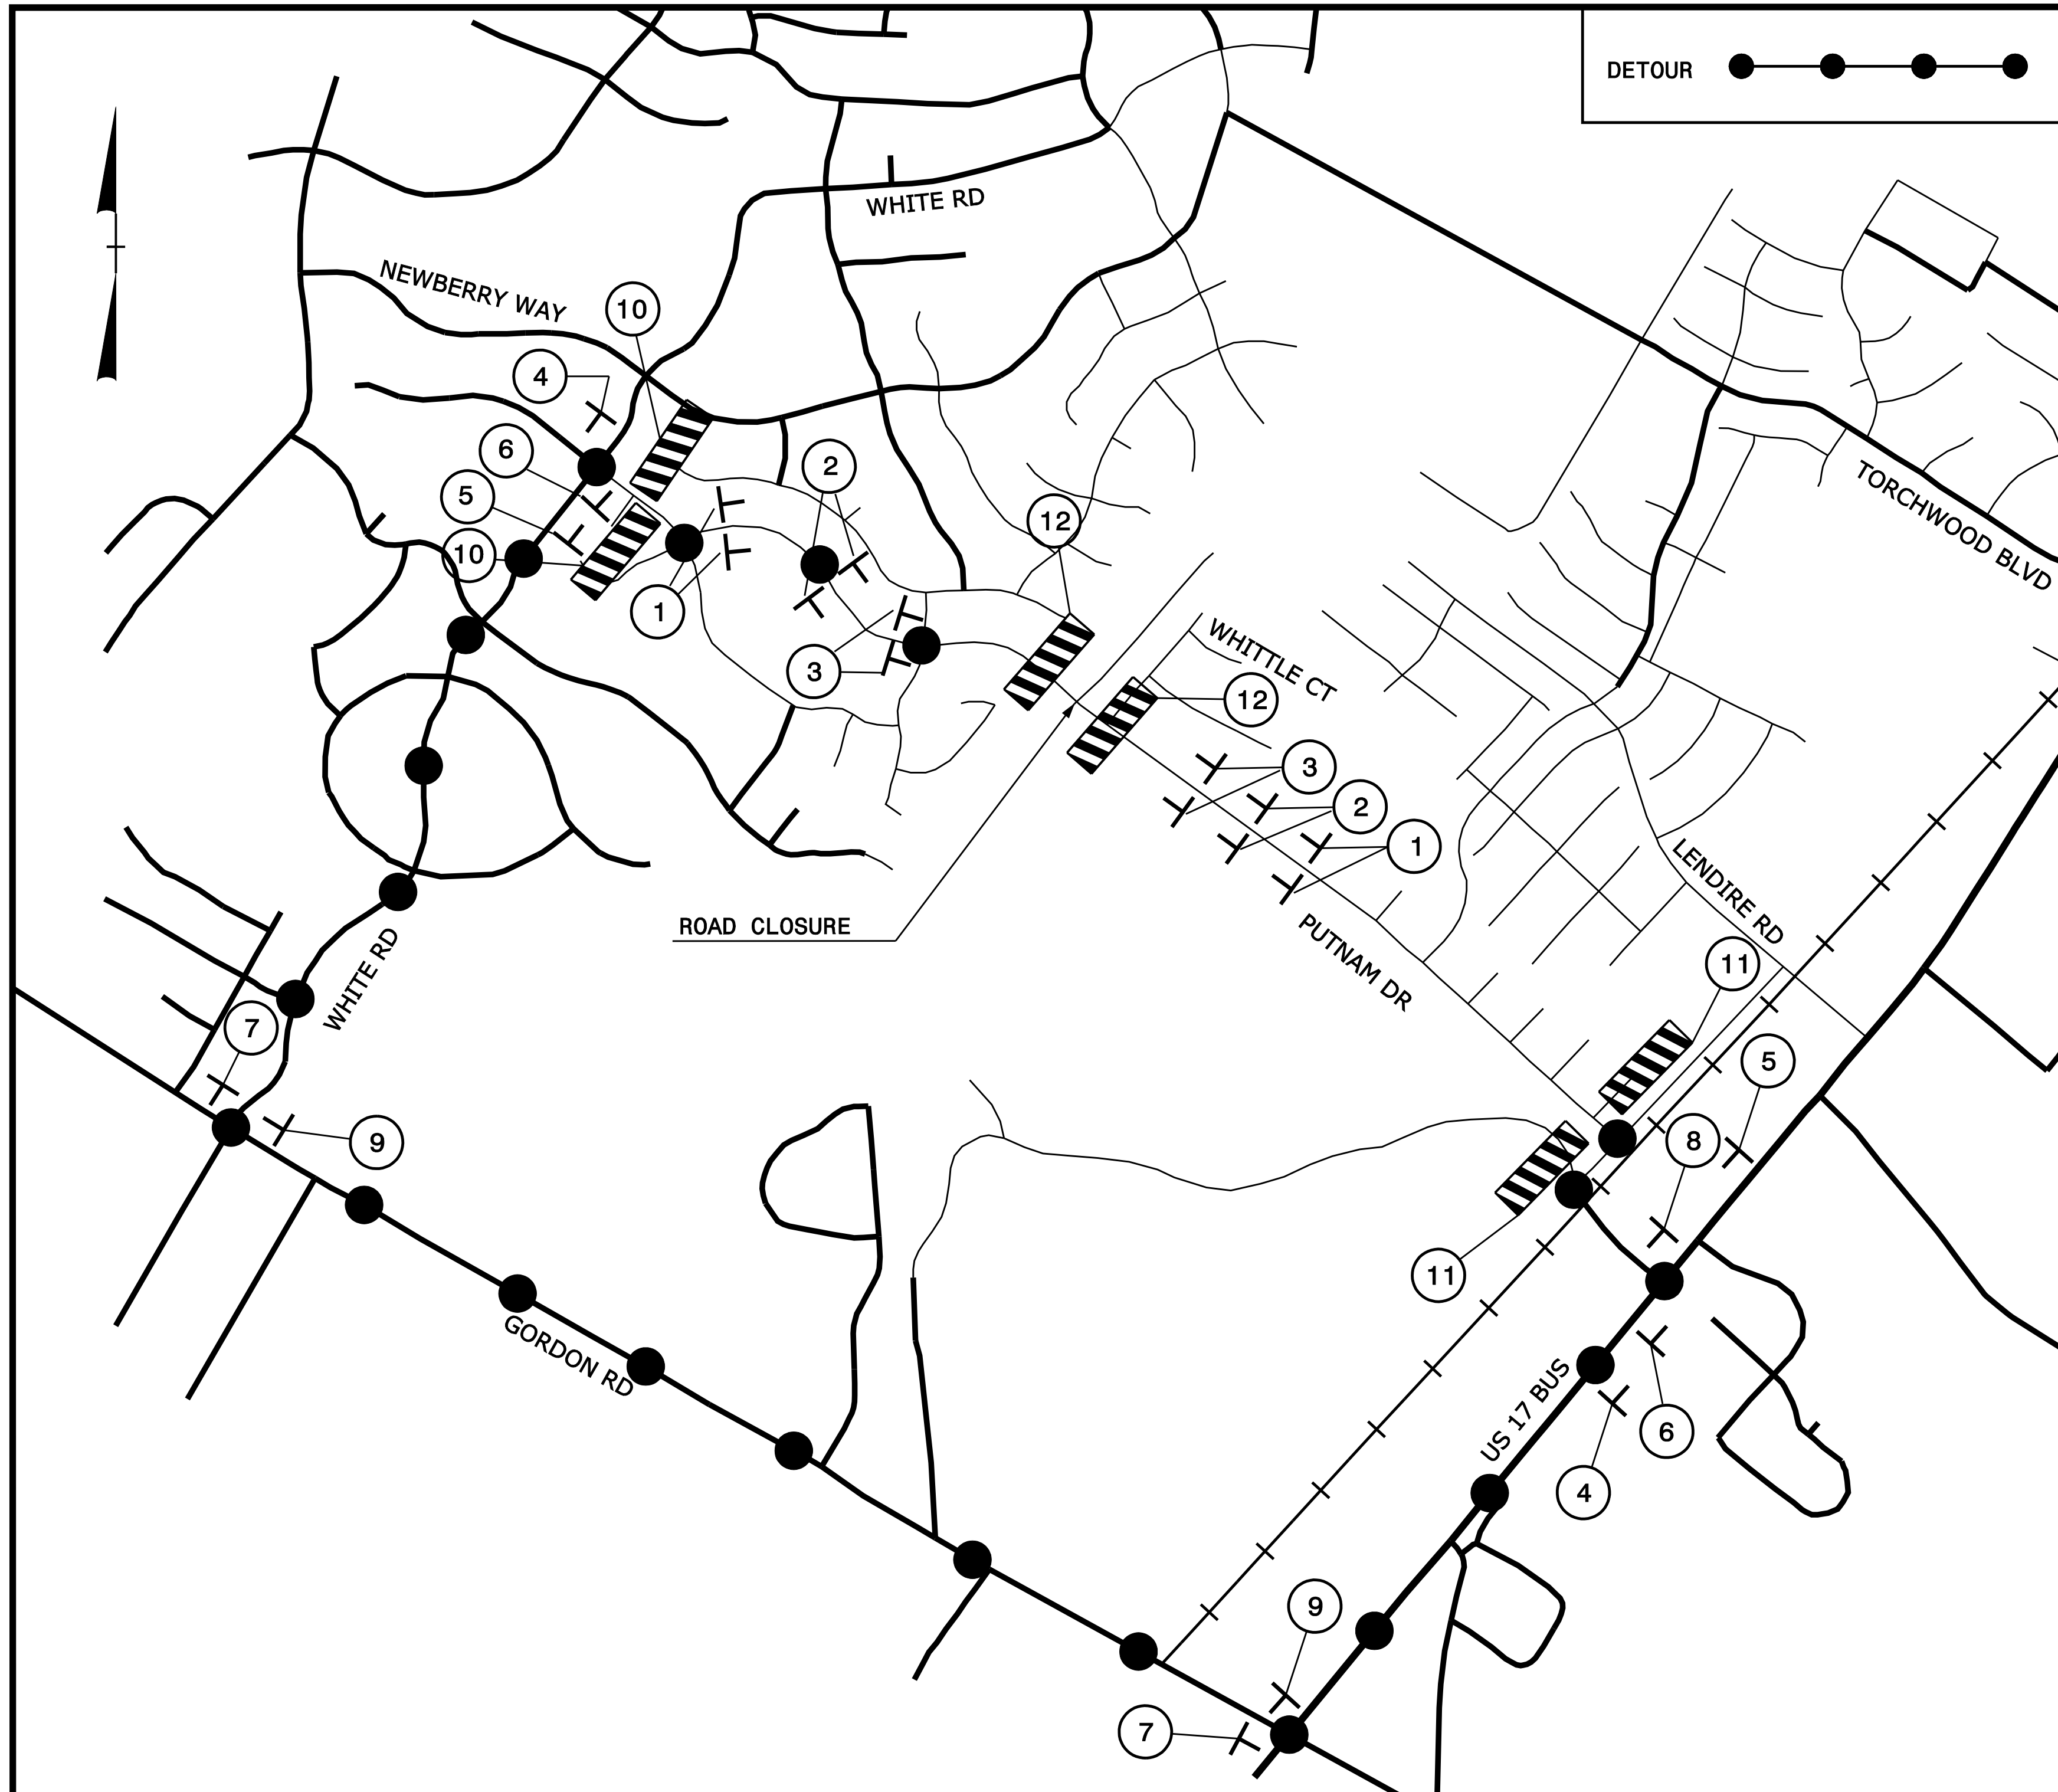 DETOUR
WHITE RD
NEWBERRY WAY
10
4
6
2
5
12
TORCHWOOD BLVD
10
1
WHITTLE CT
3
12
3
2
1
LENDIRE RD
ROAD CLOSURE
PUTNAM DR
WHITE RD
11
7
5
8
9
11
GORDON RD
US 17 BUS
6
4
9
7